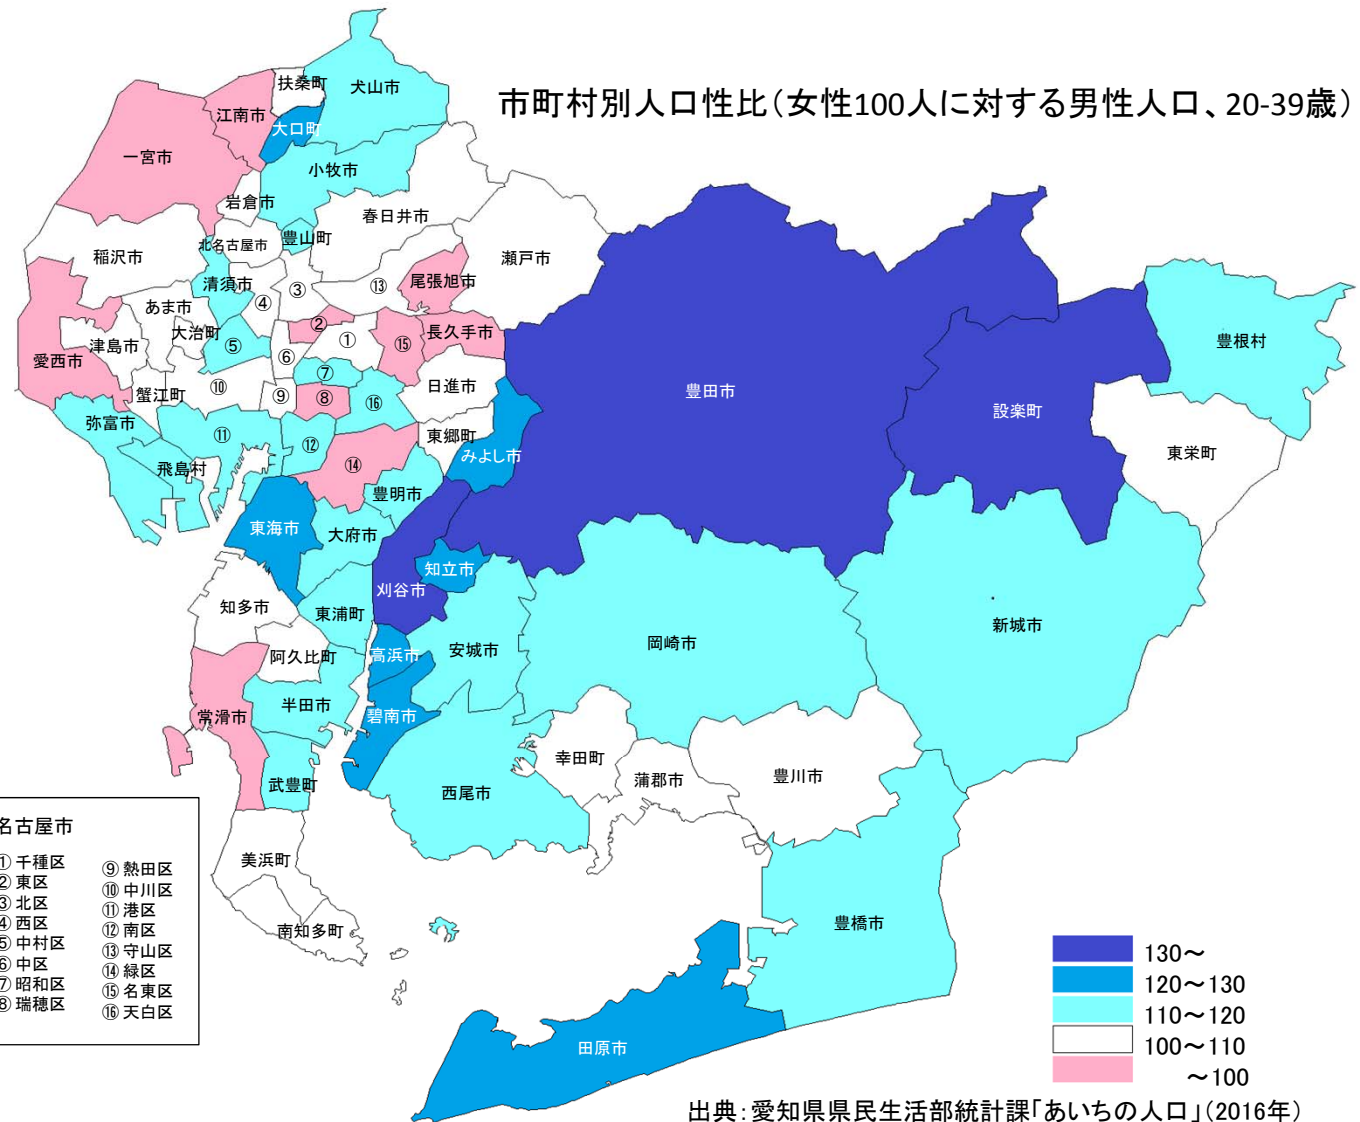 市町村別人口性比（女性100人に対する男性人口、20-39歳）
扶桑町
犬山市
江南市
大口町
一宮市
小牧市
岩倉市
春日井市
豊山町
北名古屋市
稲沢市
瀬戸市
尾張旭市
清須市
③
⑬
④
あま市
大治町
②
①
⑮
長久手市
津島市
⑤
⑥
愛西市
⑦
⑩
蟹江町
⑨
⑧
⑯
日進市
豊田市
設楽町
豊根村
東栄町
弥富市
⑪
⑫
東郷町
みよし市
飛島村
⑭
豊明市
東海市
大府市
知立市
刈谷市
知多市
東浦町
新城市
岡崎市
安城市
高浜市
阿久比町
半田市
碧南市
常滑市
幸田町
豊川市
蒲郡市
武豊町
西尾市
美浜町
南知多町
豊橋市
田原市
名古屋市
①千種区
②東区
③北区
④西区
⑤中村区
⑥中区
⑦昭和区
⑧瑞穂区
⑨熱田区
⑩中川区
⑪港区
⑫南区
⑬守山区
⑭緑区
⑮名東区
⑯天白区
130～
120～130
110～120
100～110
～100
出典：愛知県県民生活部統計課「あいちの人口」（2016年）